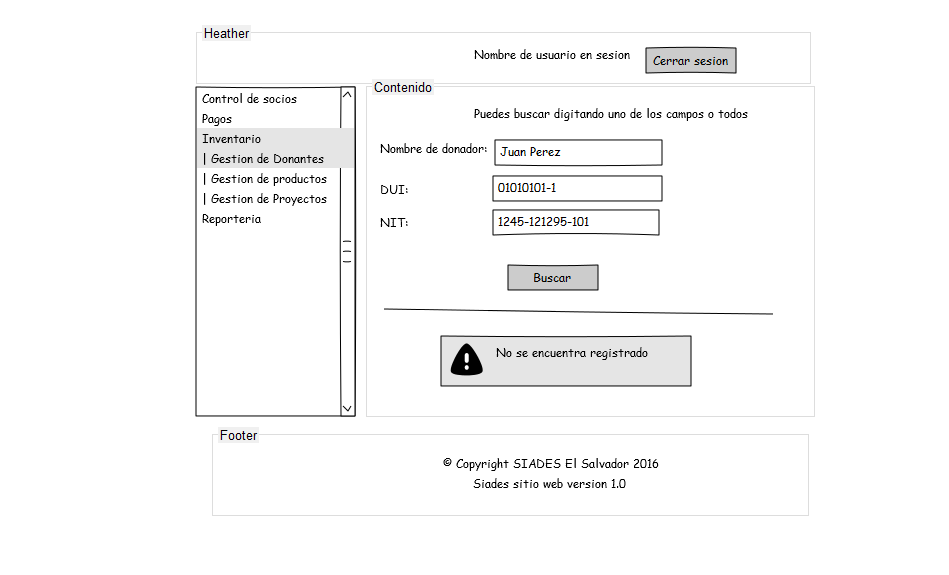 Heather
Nombre de usuario en sesion
Cerrar sesion
Control de socios
Pagos
Inventario
| Gestion de Donantes
| Gestion de productos
| Gestion de Proyectos
Reporteria
Contenido
Puedes buscar digitando uno de los campos o todos
Nombre de donador: Juan Perez
DUI: 01010101-1
NIT: 1245-121295-101
Buscar
No se encuentra registrado
Footer
© Copyright SIADES El Salvador 2016
Siades sitio web version 1.0